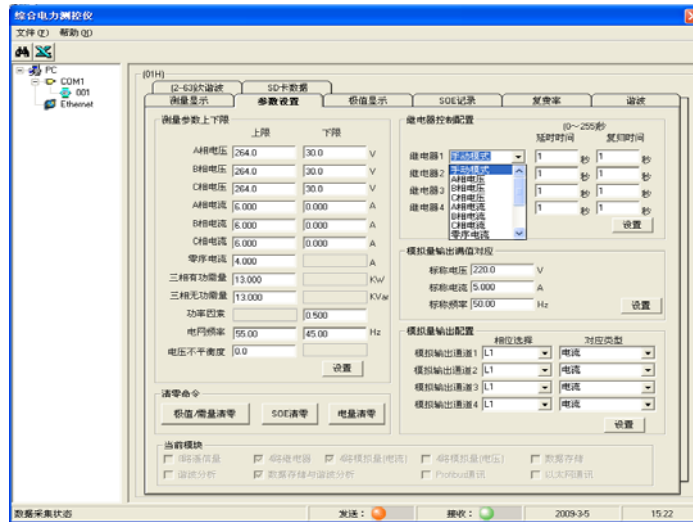 综合电力测控仪
文件(F) 帮助(X)
PC
COM1
001
Ethernet
(01H)
(2-63)次谐波 SD卡数据
测量显示 参数设置 极值显示 SOE记录 复费率 谐波
测量参数上下限
上限 下限
A相电压 264.0 30.0 V
B相电压 264.0 30.0 V
C相电压 264.0 30.0 V
A相电流 6.000 0.000 A
B相电流 6.000 0.000 A
C相电流 6.000 0.000 A
零序电流 4.000 A
三相有功需量 13.000 KW
三相无功需量 13.000 KVar
功率因素 0.500
电网频率 55.00 45.00 Hz
电压不平衡度 0.0
设置
清零命令
极值/需量清零 SOE清零 电量清零
继电器控制配置
(0~255)秒
延时时间 复归时间
继电器1 手动模式 1 秒 1 秒
继电器2 1 秒 1 秒
继电器3 1 秒 1 秒
继电器4 1 秒 1 秒
手动模式
A相电压
B相电压
C相电压
A相电流
B相电流
C相电流
零序电流
设置
模拟量输出满值对应
标称电压 220.0 V
标称电流 5.000 A
标称频率 50.00 Hz
设置
模拟量输出配置
相位选择 对应类型
模拟输出通道1 L1 电流
模拟输出通道2 L1 电流
模拟输出通道3 L1 电流
模拟输出通道4 L1 电流
设置
当前模块
4路遥信量 4路继电器 4路模拟量(电流) 4路模拟量(电压) 数据存储
谐波分析 数据存储与谐波分析 Profibus通讯 以太网通讯
数据采集状态 发送： 接收： 2009-3-5 15:22